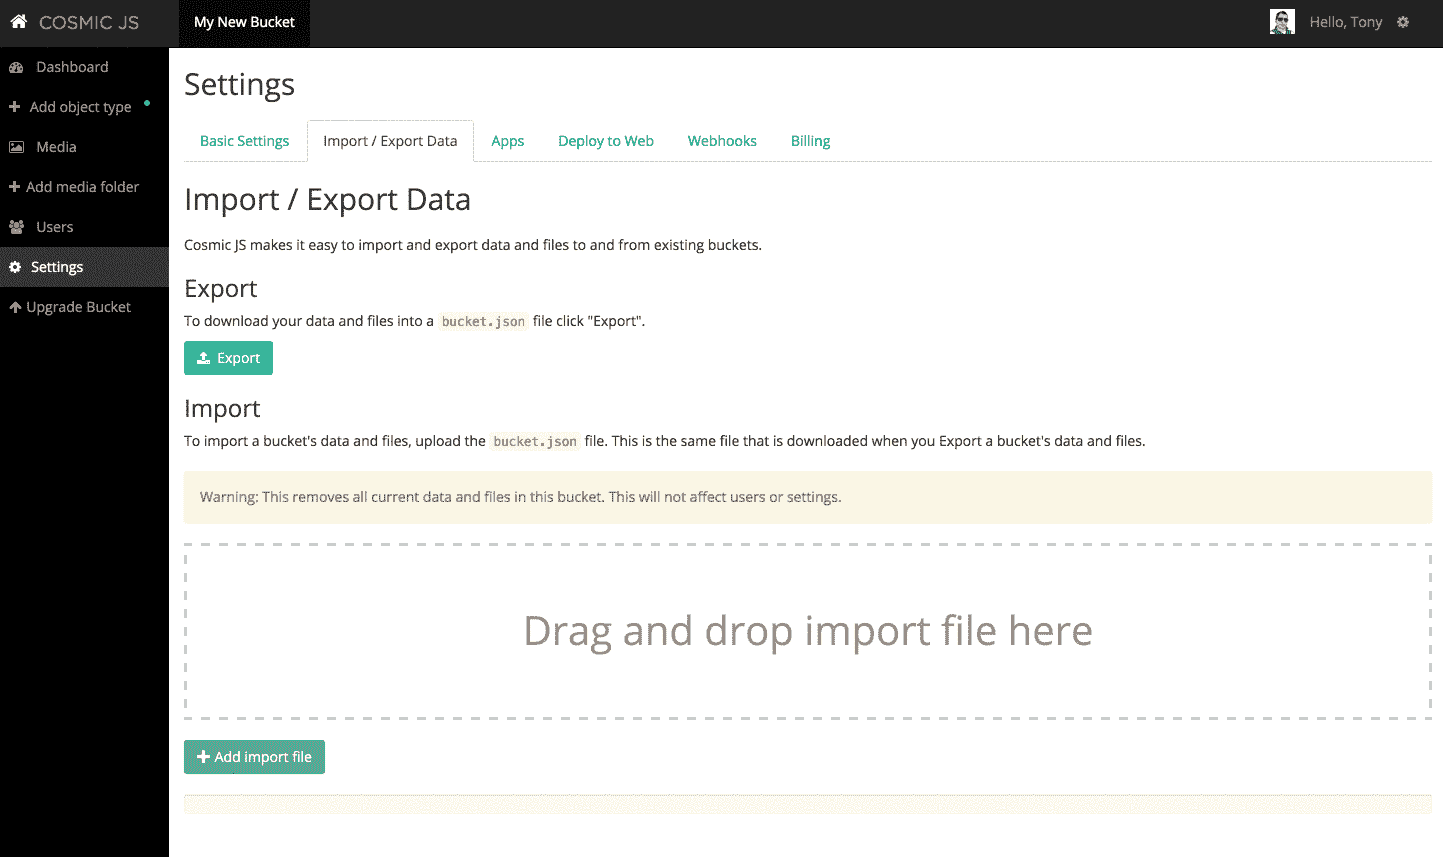 COSMIC JS
My New Bucket
Hello, Tony
Dashboard
Add object type
Media
Add media folder
Users
Settings
Upgrade Bucket
Settings
Basic Settings
Import / Export Data
Apps
Deploy to Web
Webhooks
Billing
Import / Export Data
Cosmic JS makes it easy to import and export data and files to and from existing buckets.
Export
To download your data and files into a bucket.json file click "Export".
Export
Import
To import a bucket's data and files, upload the bucket.json file. This is the same file that is downloaded when you Export a bucket's data and files.
Warning: This removes all current data and files in this bucket. This will not affect users or settings.
Drag and drop import file here
Add import file